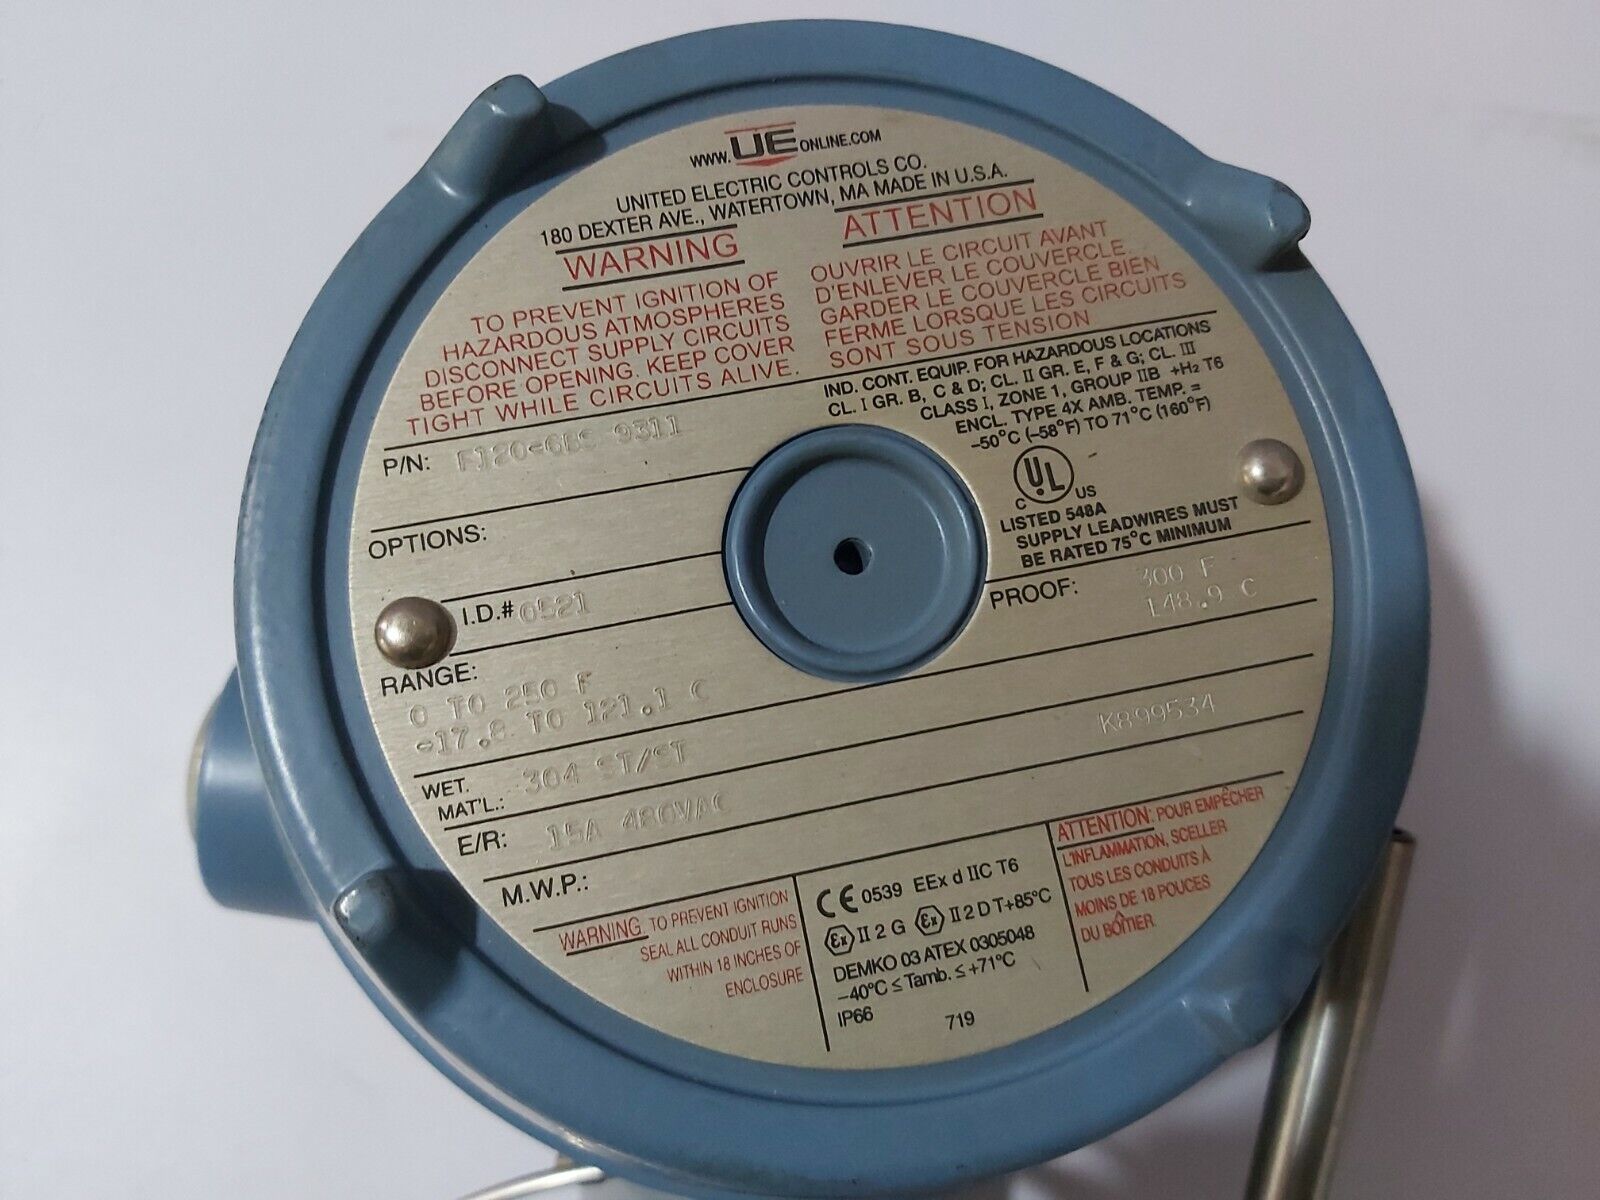 WWW. UE ONLINE.COM
UNITED ELECTRIC CONTROLS CO.
180 DEXTER AVE., WATERTOWN, MA MADE IN U.S.A.
WARNING
TO PREVENT IGNITION OF
HAZARDOUS ATMOSPHERES
DISCONNECT SUPPLY CIRCUITS
BEFORE OPENING. KEEP COVER
TIGHT WHILE CIRCUITS ALIVE.
ATTENTION
OUVRIR LE CIRCUIT AVANT
D'ENLEVER LE COUVERCLE
GARDER LE COUVERCLE BIEN
FERME LORSQUE LES CIRCUITS
SONT SOUS TENSION
IND. CONT. EQUIP. FOR HAZARDOUS LOCATIONS
CL. I GR. B, C & D; CL. II GR. E, F & G; CL. III
CLASS I, ZONE 1, GROUP IIB +H2 T6
ENCL. TYPE 4X AMB. TEMP. =
-50°C (-58°F) TO 71°C (160°F)
C UL US
LISTED 548A
SUPPLY LEADWIRES MUST
BE RATED 75°C MINIMUM
P/N: 9311
OPTIONS:
I.D.# 0521
PROOF: 300 F
148.9 C
RANGE:
0 TO 250 F
-17.8 TO 121.1 C
WET.
MAT'L.: 304 ST/ST
K899534
E/R: 15A 480VAC
M.W.P.:
WARNING TO PREVENT IGNITION
SEAL ALL CONDUIT RUNS
WITHIN 18 INCHES OF
ENCLOSURE
CE 0539 EEx d IIC T6
Ex II 2 G Ex II 2 D T+85°C
DEMKO 03 ATEX 0305048
-40°C ≤ Tamb. ≤ +71°C
IP66 719
ATTENTION: POUR EMPÊCHER
L'INFLAMMATION, SCELLER
TOUS LES CONDUITS À
MOINS DE 18 POUCES
DU BOÎTIER